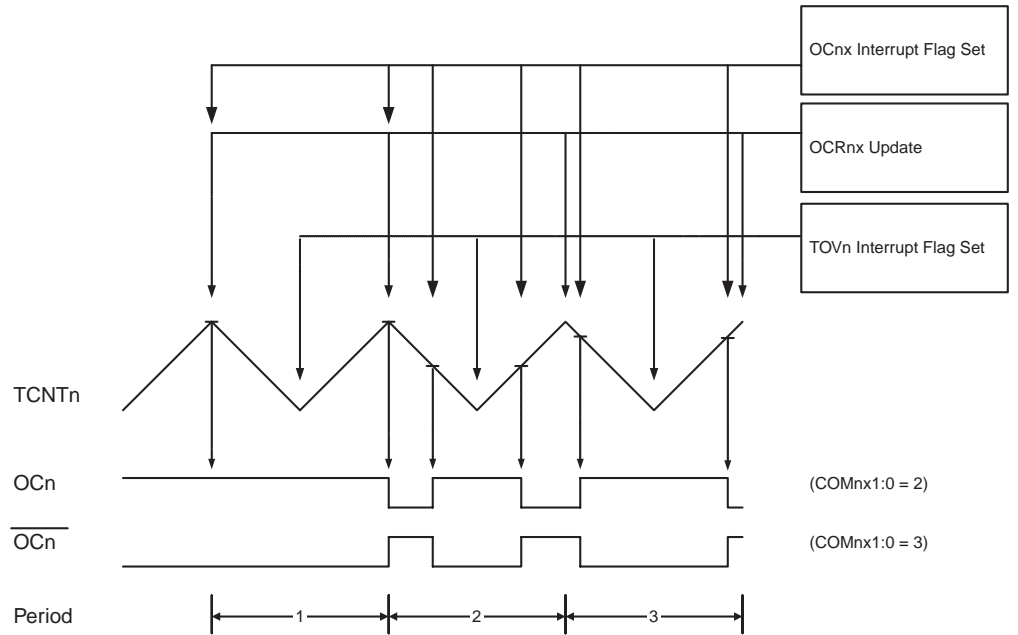 OCnx Interrupt Flag Set
OCRnx Update
TOVn Interrupt Flag Set
TCNTn
OCn
(COMnx1:0 = 2)
OCn
(COMnx1:0 = 3)
Period
1
2
3